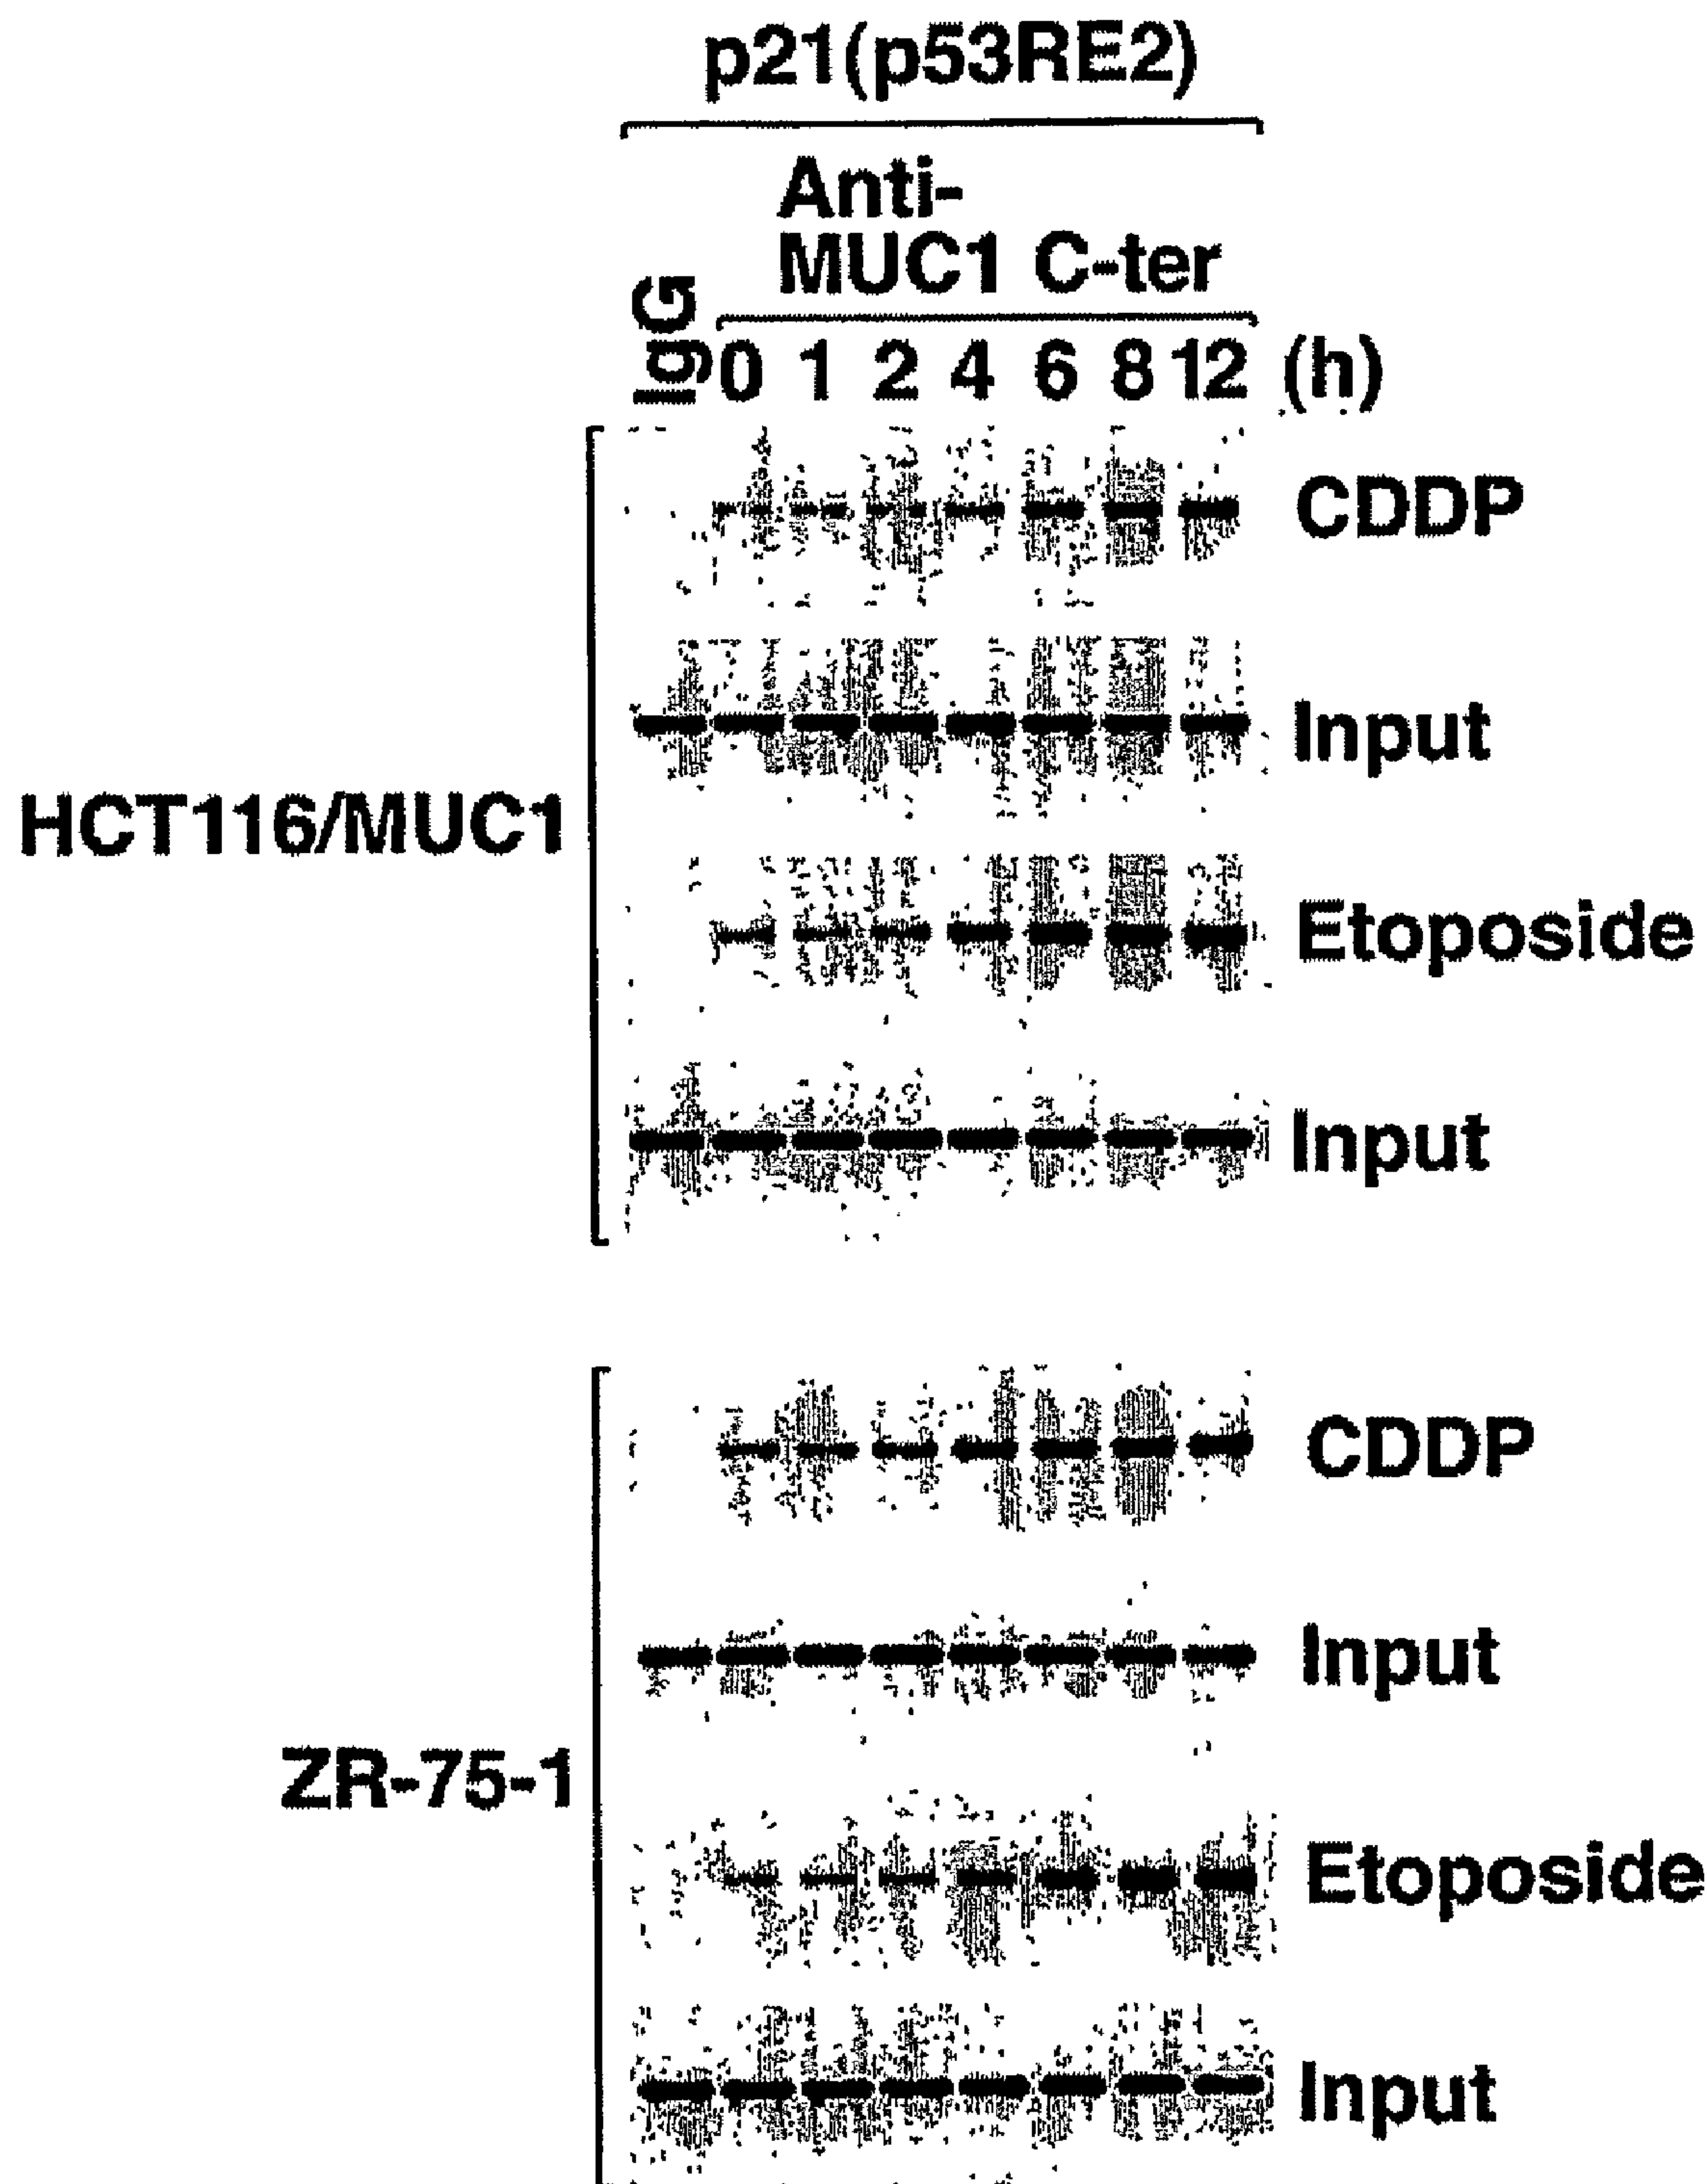 p21(p53RE2)
Anti-
MUC1 C-ter
IgG 0 1 2 4 6 8 12 (h)
CDDP
Input
HCT116/MUC1
Etoposide
Input
CDDP
Input
ZR-75-1
Etoposide
Input